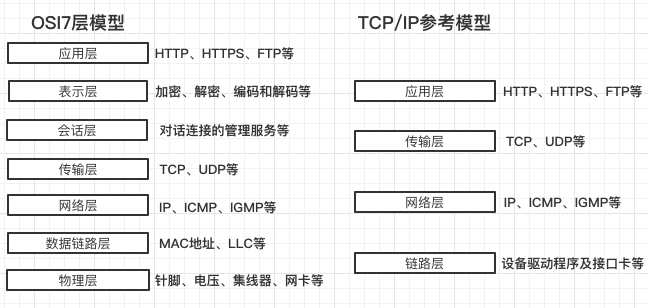 OSI7层模型
应用层 HTTP、HTTPS、FTP等
表示层 加密、解密、编码和解码等
会话层 对话连接的管理服务等
传输层 TCP、UDP等
网络层 IP、ICMP、IGMP等
数据链路层 MAC地址、LLC等
物理层 针脚、电压、集线器、网卡等
TCP/IP参考模型
应用层 HTTP、HTTPS、FTP等
传输层 TCP、UDP等
网络层 IP、ICMP、IGMP等
链路层 设备驱动程序及接口卡等